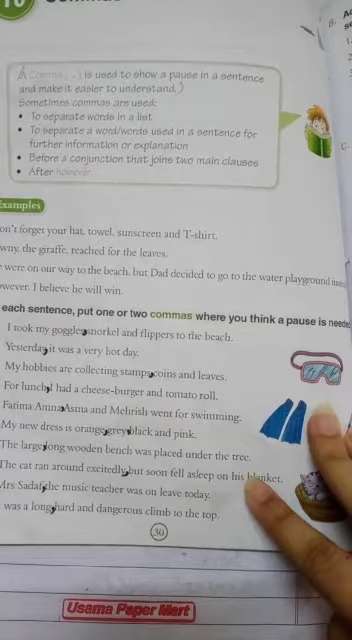 10
A Comma (,) is used to show a pause in a sentence
and make it easier to understand.)
Sometimes commas are used:
• To separate words in a list
• To separate a word/words used in a sentence for
further information or explanation
• Before a conjunction that joins two main clauses
• After however
Examples
on't forget your hat, towel, sunscreen and T-shirt.
wny, the giraffe, reached for the leaves.
were on our way to the beach, but Dad decided to go to the water playground
wever, I believe he will win.
each sentence, put one or two commas where you think a pause is neede
I took my goggles, snorkel and flippers to the beach.
Yesterday, it was a very hot day.
My hobbies are collecting stamps, coins and leaves.
For lunch, I had a cheese-burger and tomato roll.
Fatima Amna, Asma and Mehrish went for swimming.
My new dress is orange, grey, black and pink.
The large, long wooden bench was placed under the tree.
The cat ran around excitedly, but soon fell asleep on his blanket.
Mrs Sadaf, the music teacher was on leave today.
was a long, hard and dangerous climb to the top.
30
Usama Paper Mart
B.